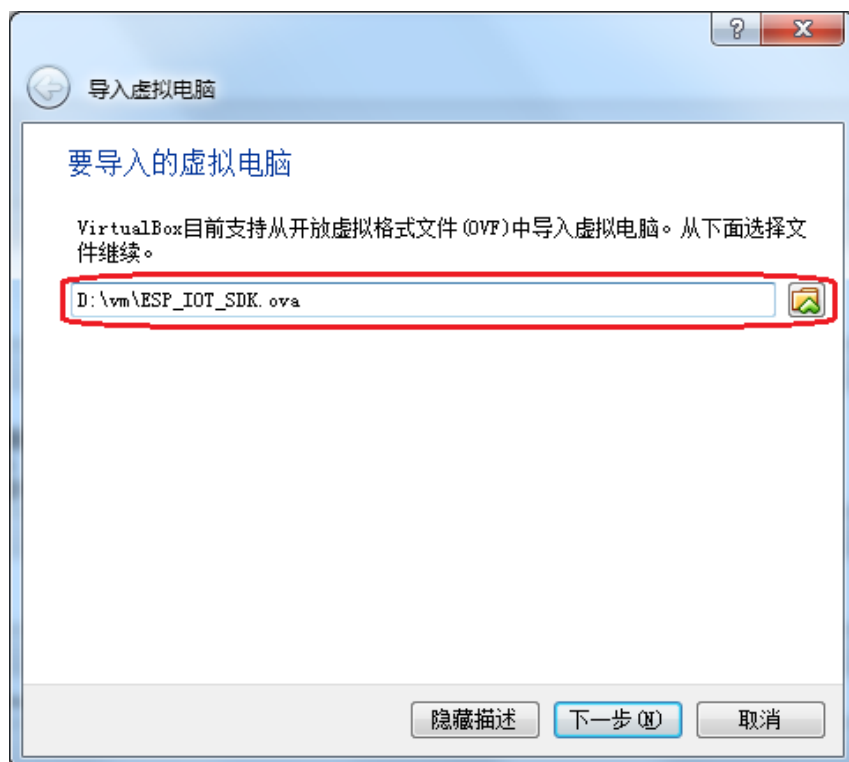 导入虚拟电脑
要导入的虚拟电脑
VirtualBox目前支持从开放虚拟格式文件(OVF)中导入虚拟电脑。从下面选择文
件继续。
D:\vm\ESP_IOT_SDK.ova
隐藏描述
下一步(N)
取消